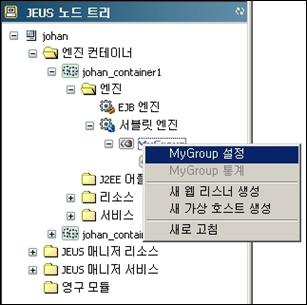 JEUS 노드 트리
johan
엔진 컨테이너
johan_container1
엔진
EJB 엔진
서블릿 엔진
MyGroup
MyGroup 설정
MyGroup 통계
J2EE 어플
새 웹 리스너 생성
리소스
새 가상 호스트 생성
서비스
johan_contain
새로 고침
JEUS 매니저 리소스
JEUS 매니저 서비스
영구 모듈